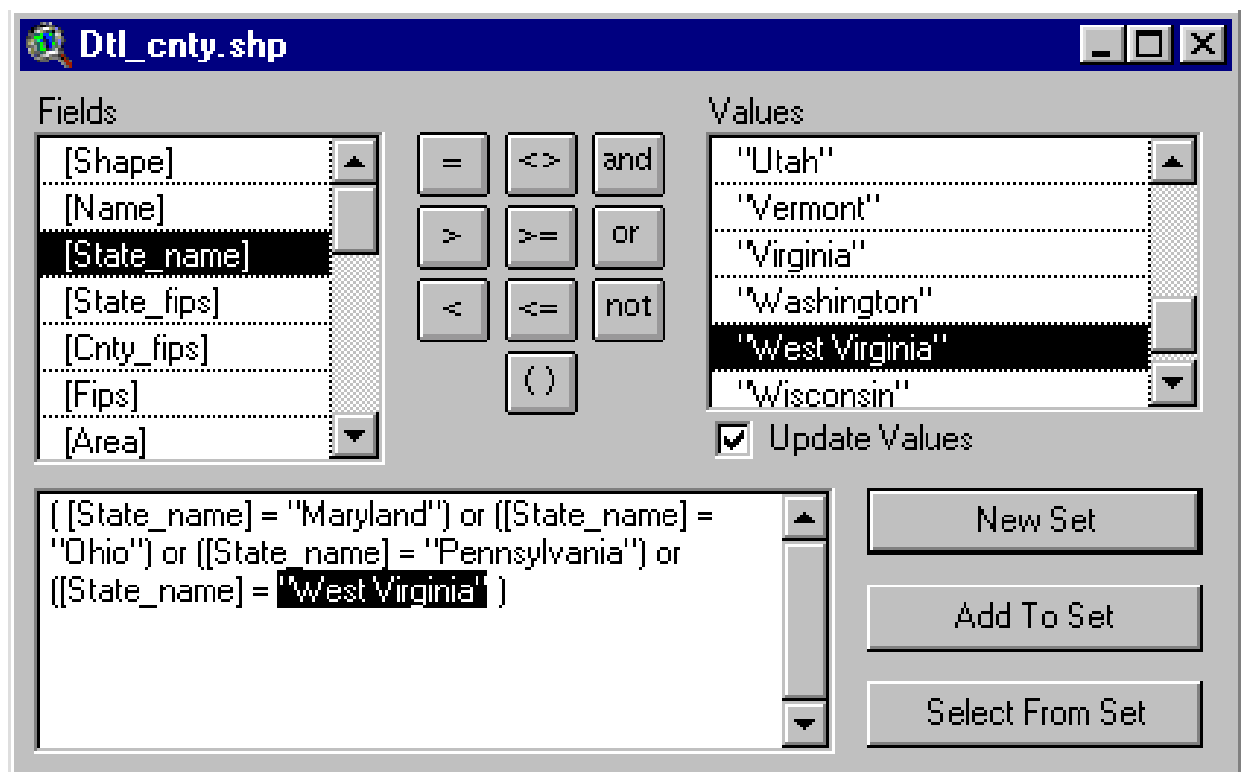 Dtl_cnty.shp
Fields
Values
[Shape]
[Name]
[State_name]
[State_fips]
[Cnty_fips]
[Fips]
[Area]
= <> and
> >= or
< <= not
( )
"Utah"
"Vermont"
"Virginia"
"Washington"
"West Virginia"
"Wisconsin"
Update Values
( [State_name] = "Maryland") or ([State_name] =
"Ohio") or ([State_name] = "Pennsylvania") or
([State_name] = "West Virginia" )
New Set
Add To Set
Select From Set